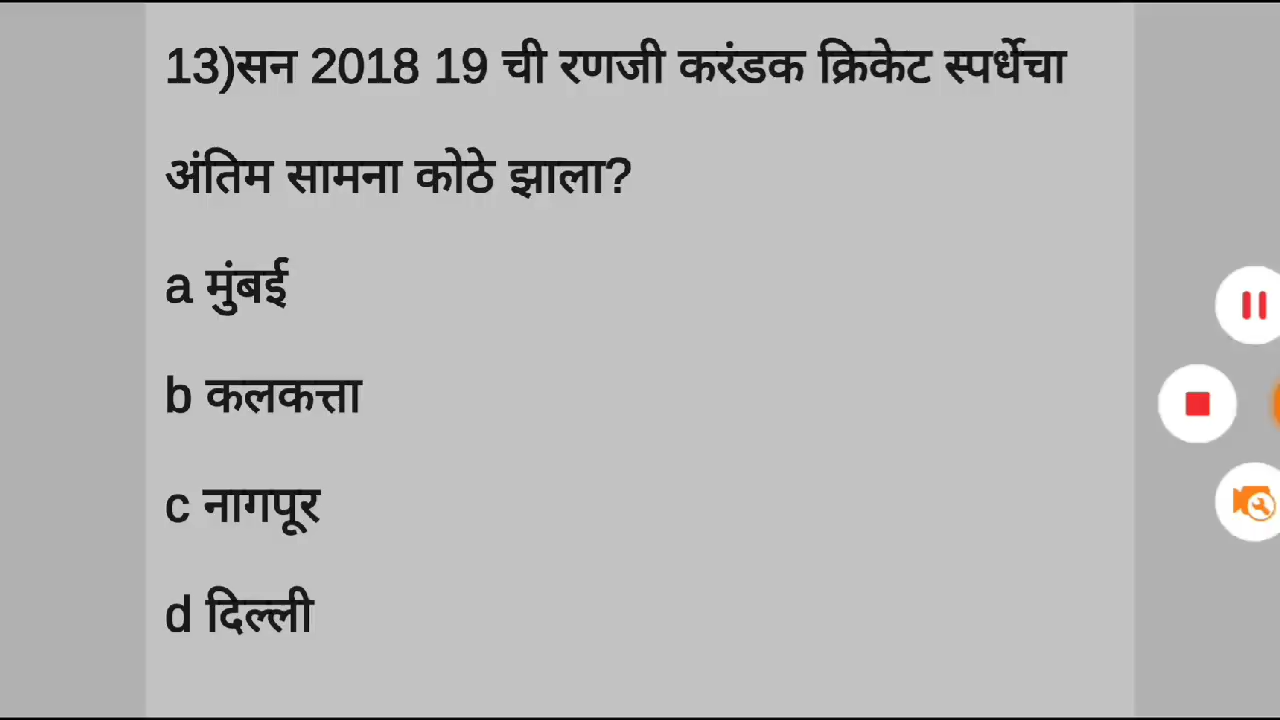 13)सन 2018 19 ची रणजी करंडक क्रिकेट स्पर्धेचा
अंतिम सामना कोठे झाला?
a मुंबई
b कलकत्ता
c नागपूर
d दिल्ली